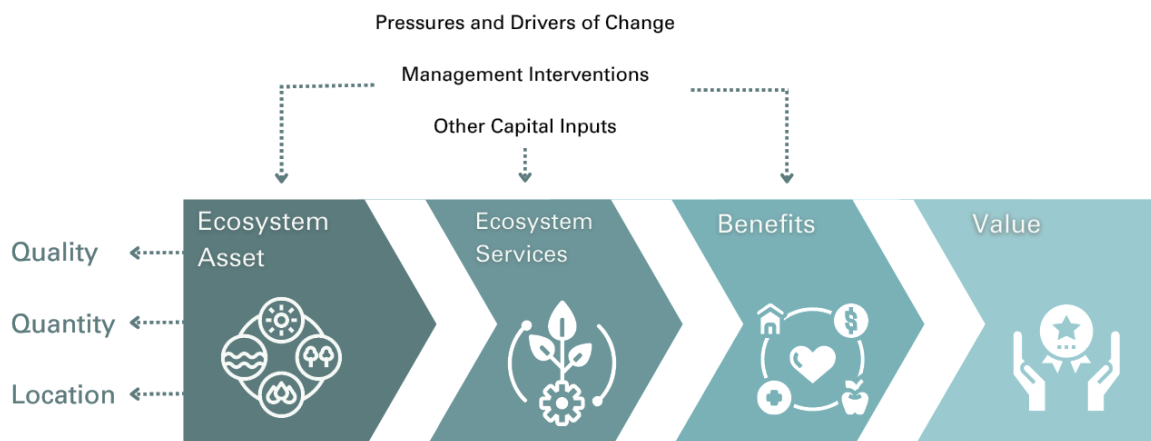 Pressures and Drivers of Change
Management Interventions
Other Capital Inputs
Ecosystem
Asset
Ecosystem
Services
Benefits
Value
Quality
Quantity
Location